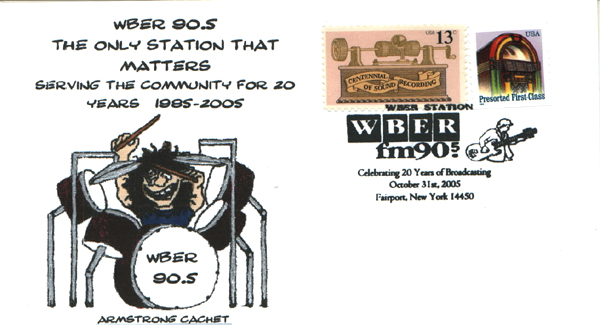 WBER 90.5
THE ONLY STATION THAT
MATTERS
SERVING THE COMMUNITY FOR 20
YEARS 1985-2005
WBER
90.5
ARMSTRONG CACHET
USA 13c
CENTENNIAL OF SOUND RECORDING
USA
Presorted First-Class
WBER STATION
WBER
fm905
Celebrating 20 Years of Broadcasting
October 31st, 2005
Fairport, New York 14450